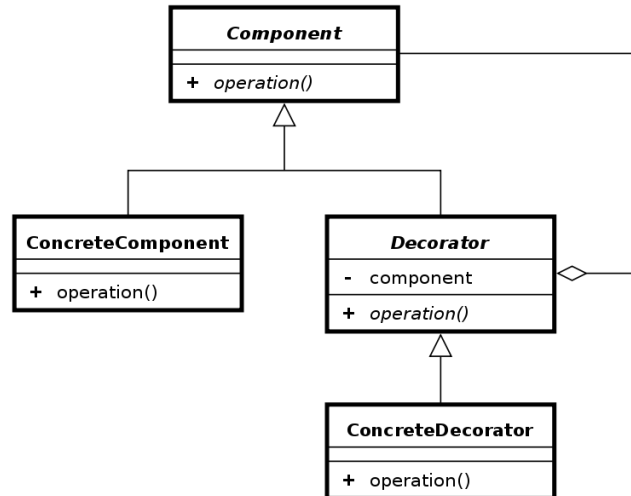 Component
+ operation()
ConcreteComponent
+ operation()
Decorator
- component
+ operation()
ConcreteDecorator
+ operation()